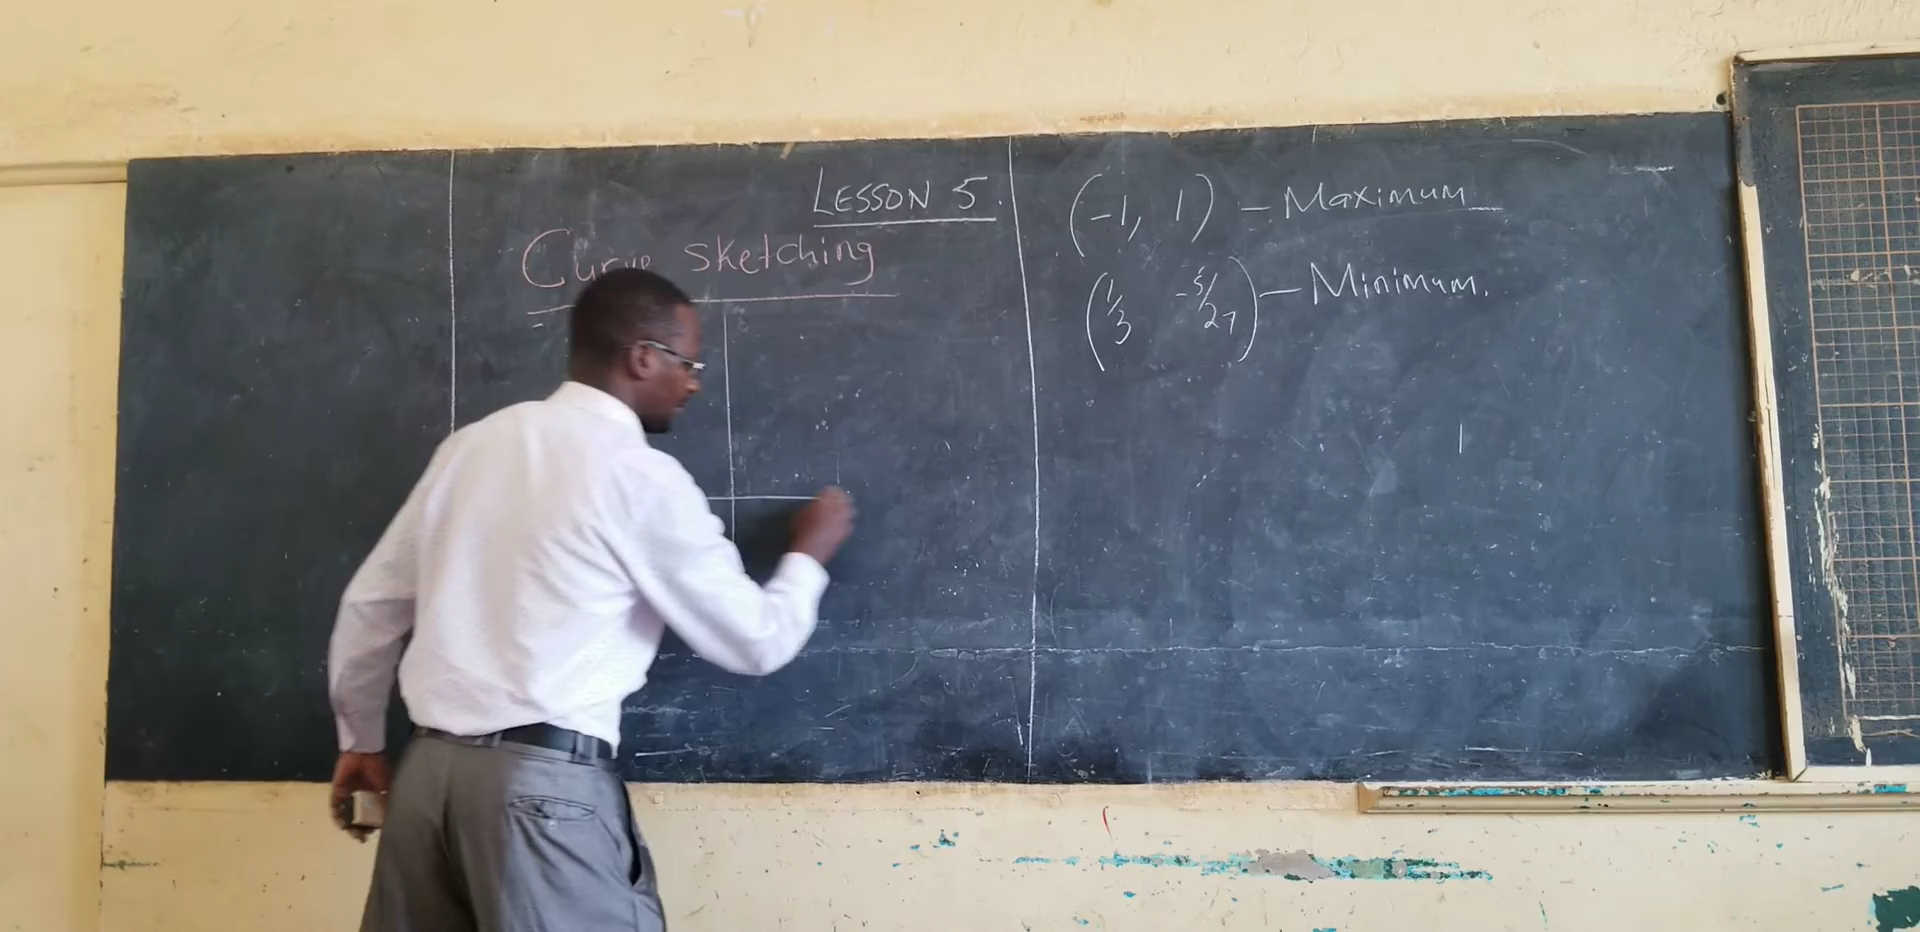 LESSON 5.
Curve sketching
(-1, 1) - Maximum
(1/3 -5/27) - Minimum.